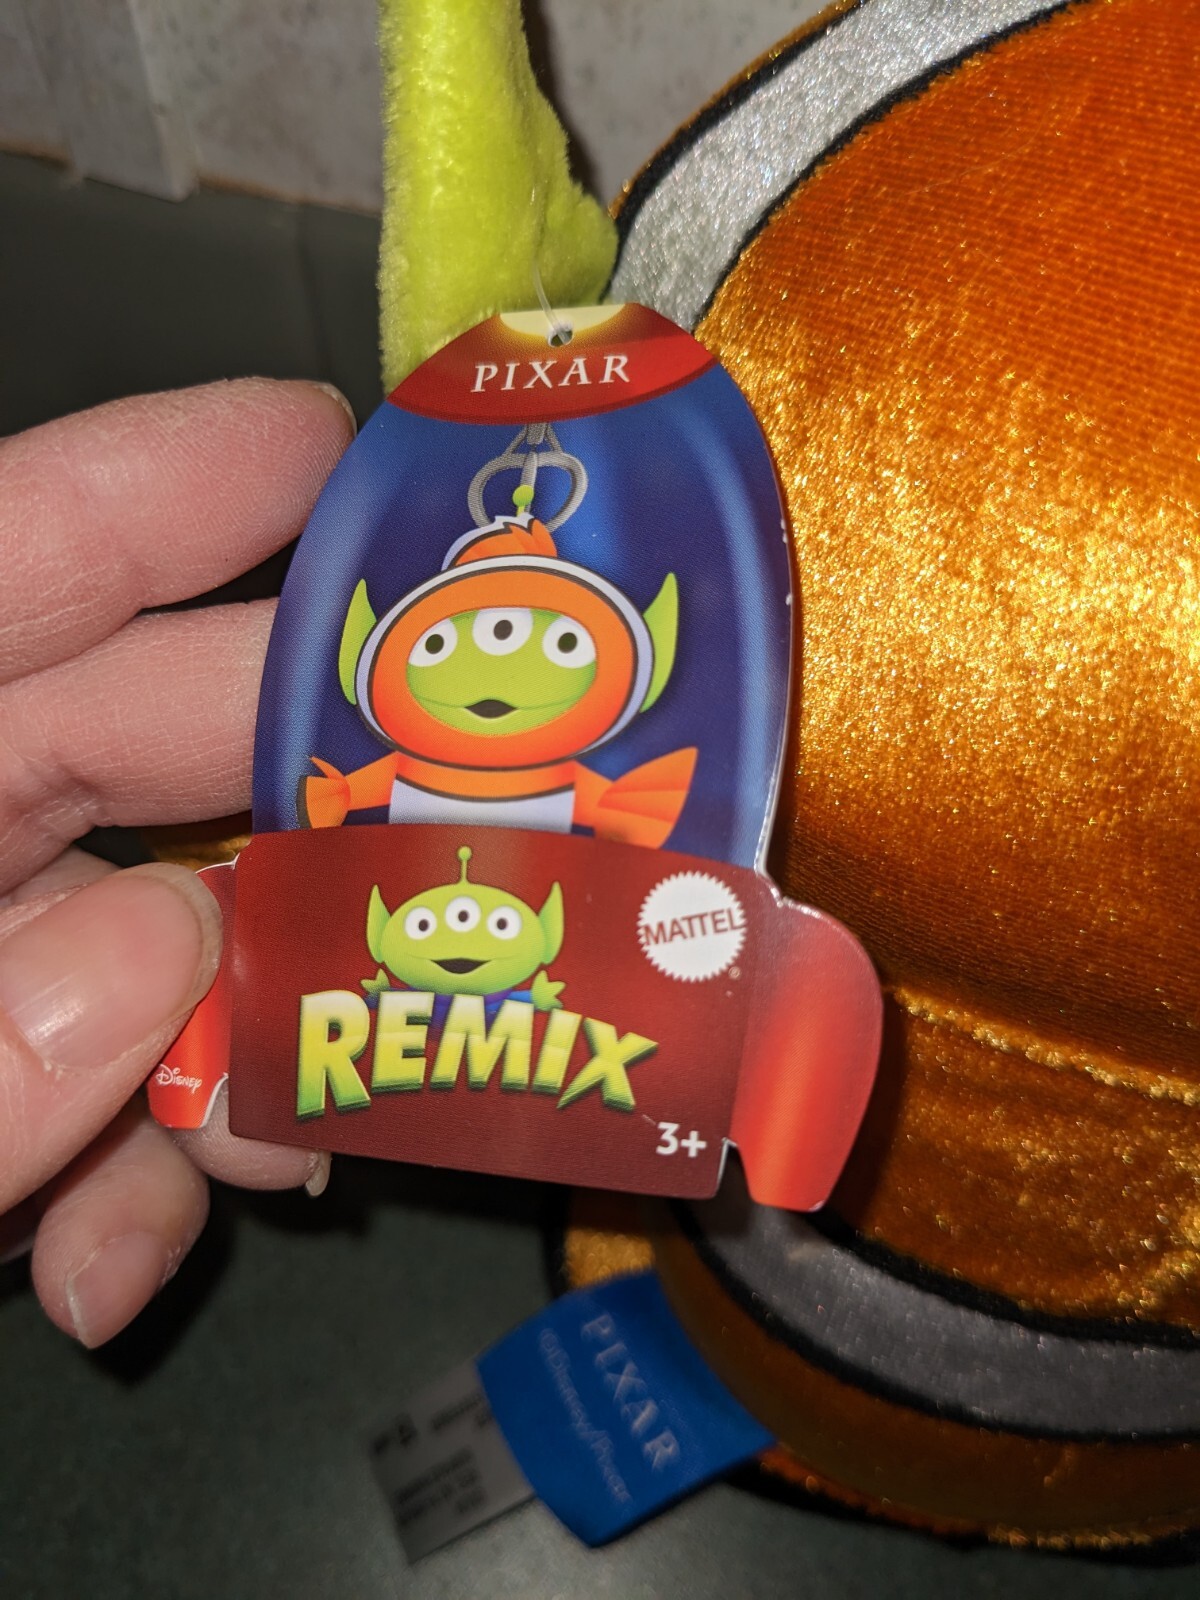 PIXAR
MATTEL
®
REMIX
Disney
3+
PIXAR
©Disney/Pixar